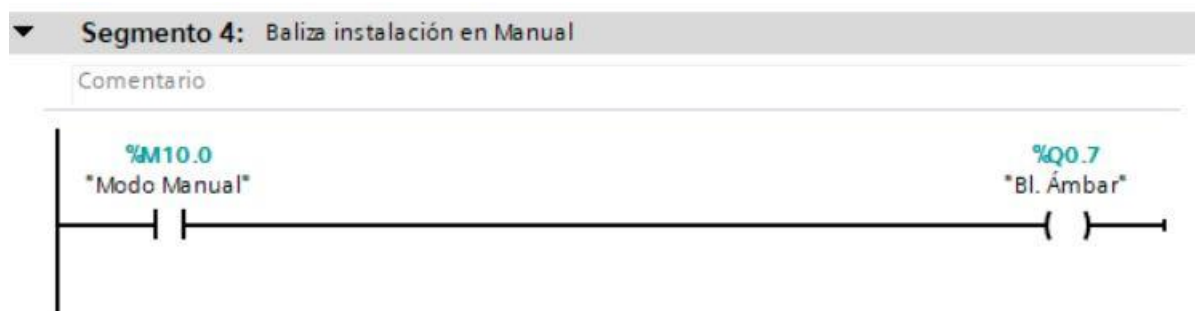 Segmento 4: Baliza instalación en Manual
Comentario
%M10.0 %Q0.7
"Modo Manual" "Bl. Ámbar"